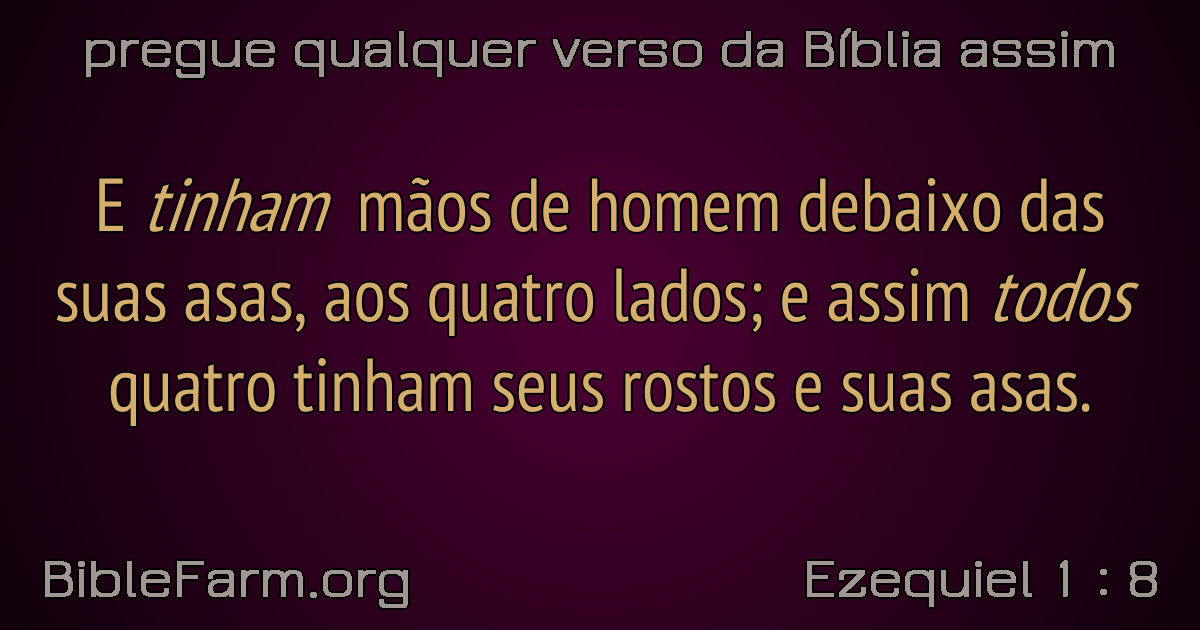 pregue qualquer verso da Bíblia assim
E tinham mãos de homem debaixo das
suas asas, aos quatro lados; e assim todos
quatro tinham seus rostos e suas asas.
BibleFarm.org
Ezequiel 1 : 8